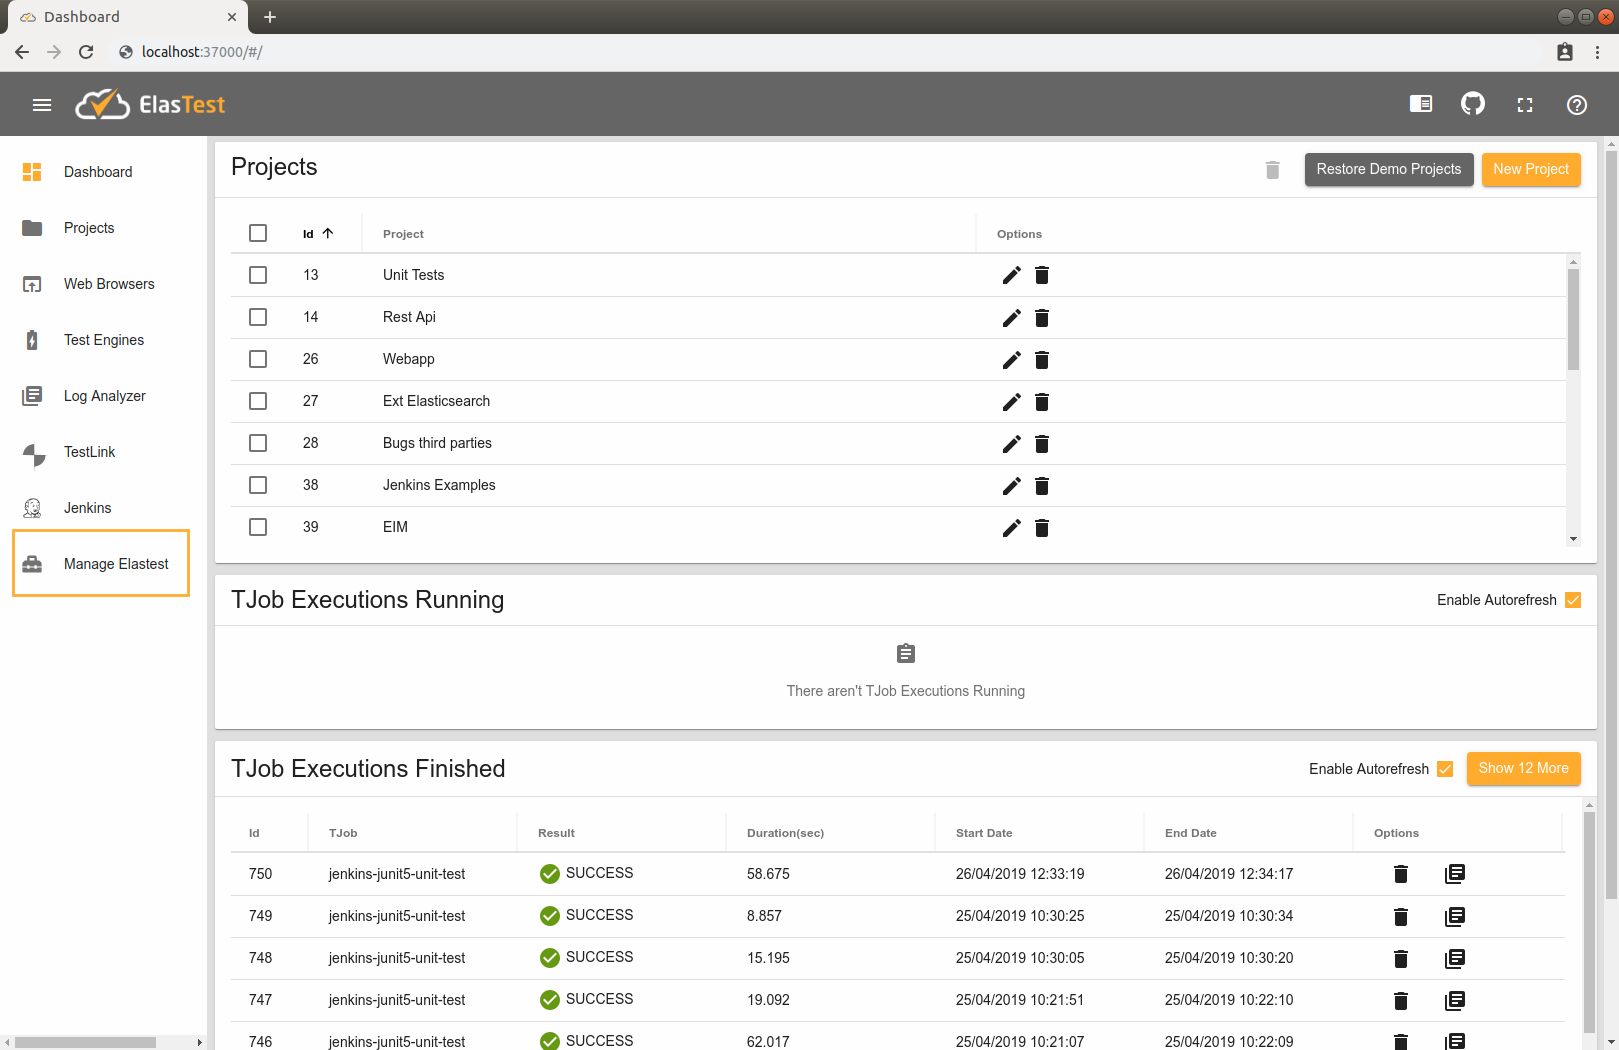 Dashboard
localhost:37000/#/
ElasTest
Dashboard
Projects
Web Browsers
Test Engines
Log Analyzer
TestLink
Jenkins
Manage Elastest
Projects
Restore Demo Projects
New Project
Id Project Options
13 Unit Tests
14 Rest Api
26 Webapp
27 Ext Elasticsearch
28 Bugs third parties
38 Jenkins Examples
39 EIM
TJob Executions Running
Enable Autorefresh
There aren't TJob Executions Running
TJob Executions Finished
Enable Autorefresh
Show 12 More
Id TJob Result Duration(sec) Start Date End Date Options
750 jenkins-junit5-unit-test SUCCESS 58.675 26/04/2019 12:33:19 26/04/2019 12:34:17
749 jenkins-junit5-unit-test SUCCESS 8.857 25/04/2019 10:30:25 25/04/2019 10:30:34
748 jenkins-junit5-unit-test SUCCESS 15.195 25/04/2019 10:30:05 25/04/2019 10:30:20
747 jenkins-junit5-unit-test SUCCESS 19.092 25/04/2019 10:21:51 25/04/2019 10:22:10
746 jenkins-junit5-unit-test SUCCESS 62.017 25/04/2019 10:21:07 25/04/2019 10:22:09